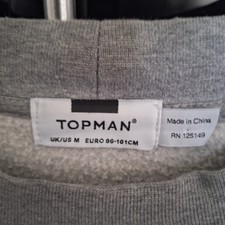 TOPMAN®
UK/US M EURO 96-101CM
Made in China
RN 125149